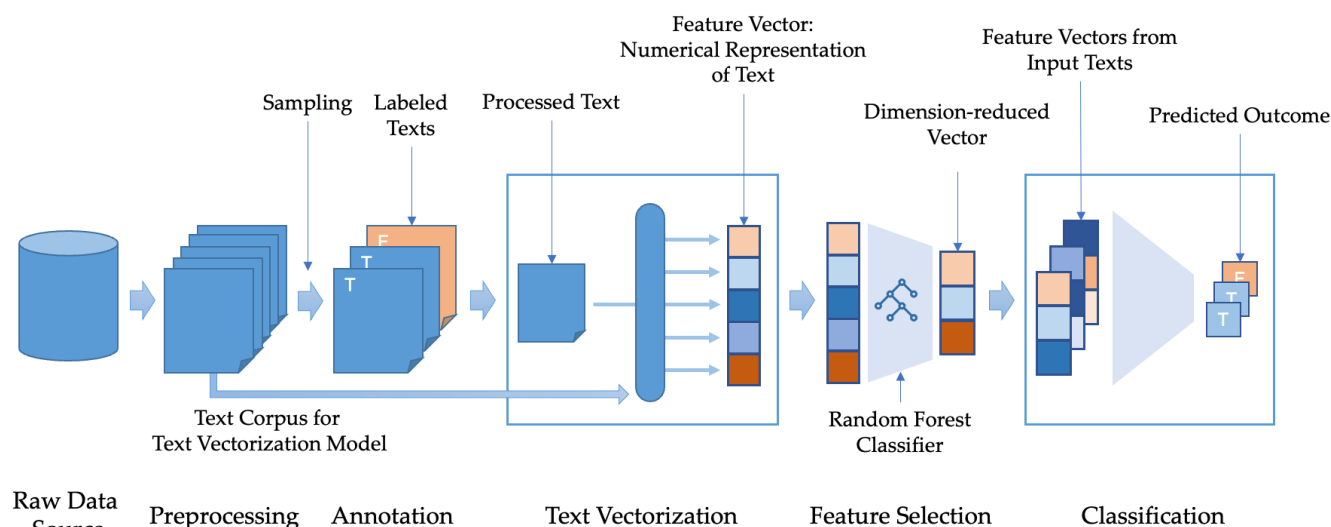 Feature Vector:
Numerical Representation
of Text
Feature Vectors from
Input Texts
Sampling
Labeled
Texts
Processed Text
Dimension-reduced
Vector
Predicted Outcome
F
T
T
F
T
T
Text Corpus for
Text Vectorization Model
Random Forest
Classifier
Raw Data
Source
Preprocessing
Annotation
Text Vectorization
Feature Selection
Classification